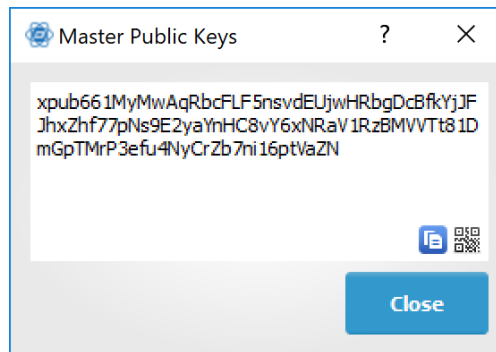 Master Public Keys
xpub661MyMwAqRbcFLF5nsvdEUjwHRbgDcBfkYjJF
JhxZhf77pNs9E2yaYnHC8vY6xNRaV1RzBMVVTt81D
mGpTMrP3efu4NyCrZb7ni16ptVaZN
Close